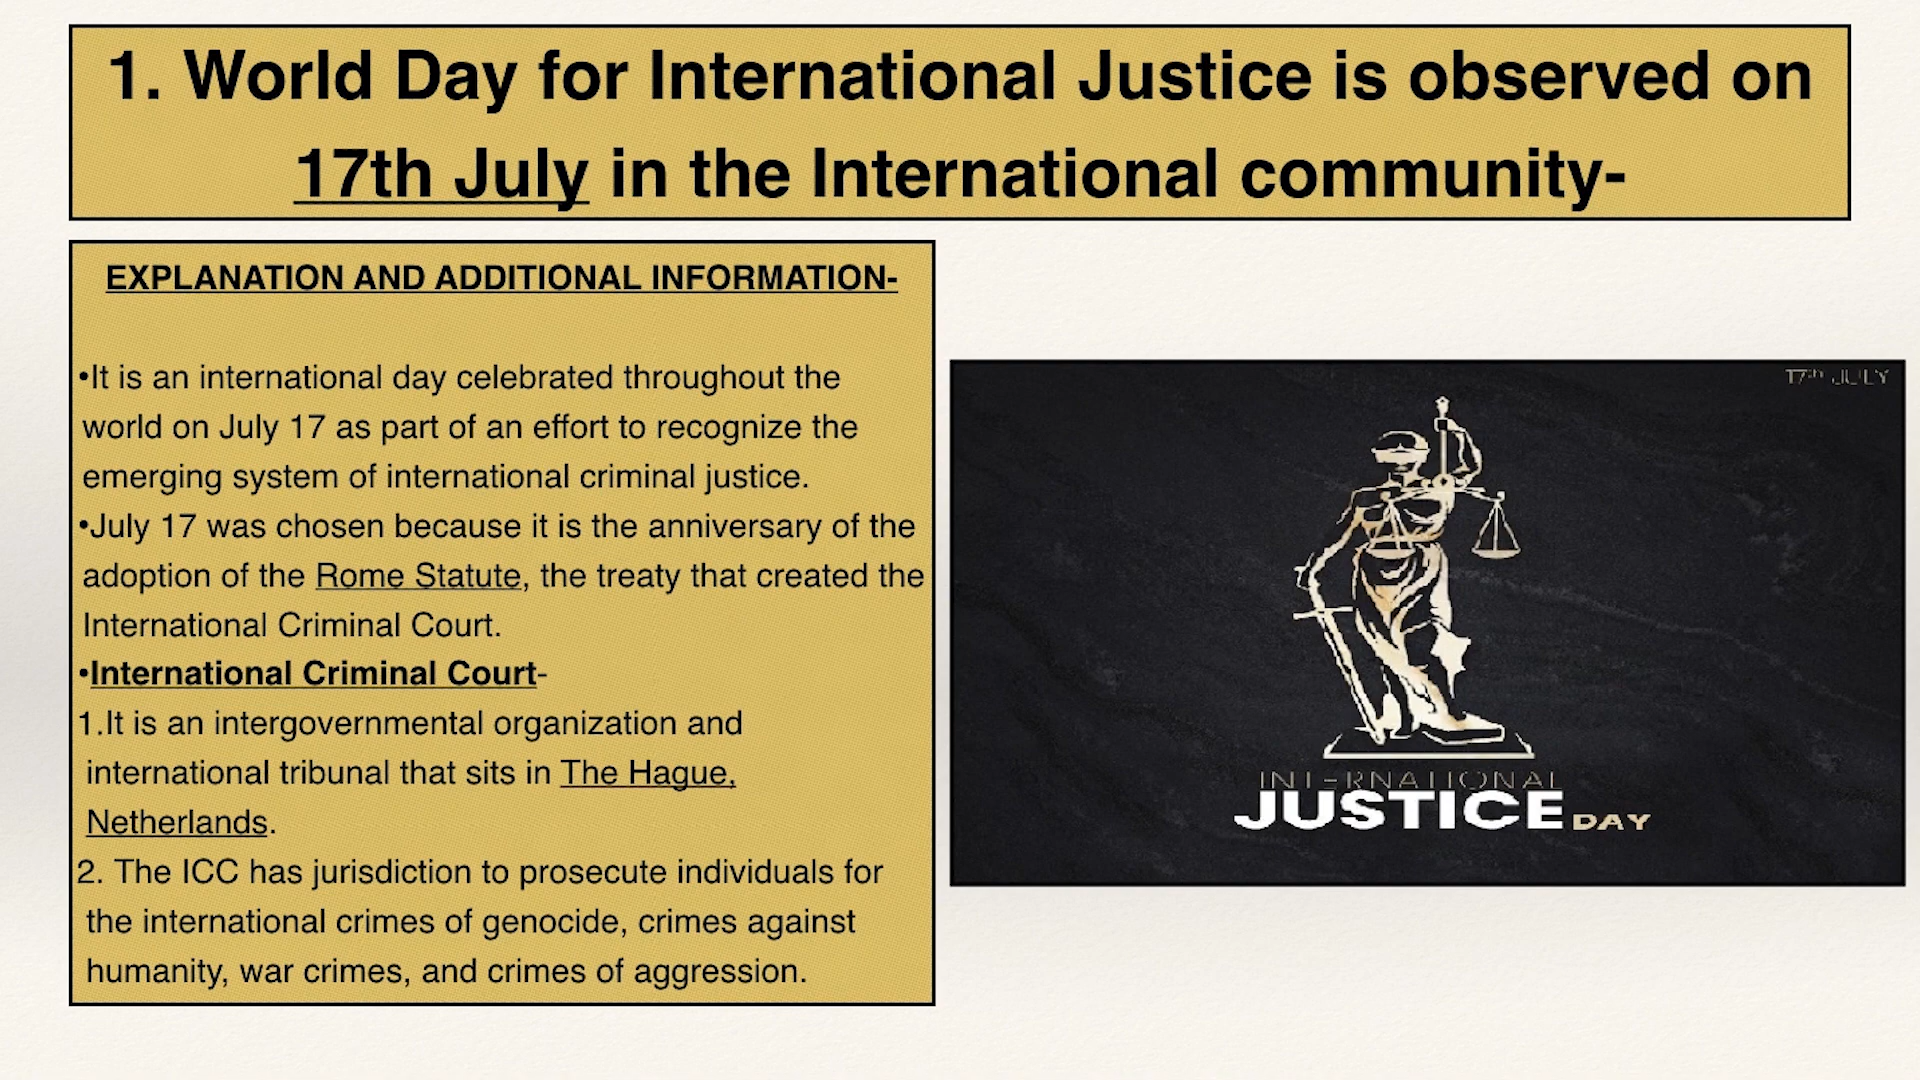 1. World Day for International Justice is observed on
17th July in the International community-
EXPLANATION AND ADDITIONAL INFORMATION-
•It is an international day celebrated throughout the
world on July 17 as part of an effort to recognize the
emerging system of international criminal justice.
•July 17 was chosen because it is the anniversary of the
adoption of the Rome Statute, the treaty that created the
International Criminal Court.
•International Criminal Court-
1.It is an intergovernmental organization and
international tribunal that sits in The Hague,
Netherlands.
2. The ICC has jurisdiction to prosecute individuals for
the international crimes of genocide, crimes against
humanity, war crimes, and crimes of aggression.
17th JULY
INTERNATIONAL
JUSTICE DAY